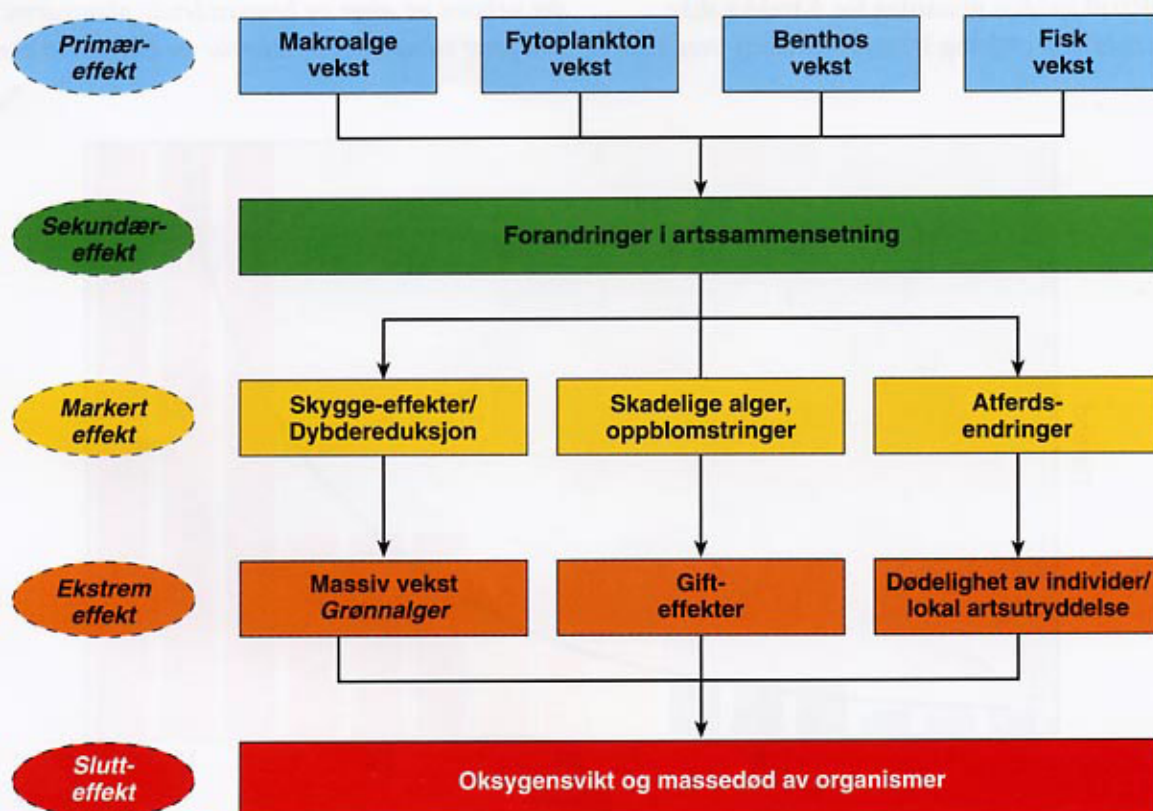 Primær-
effekt
Makroalge
vekst
Fytoplankton
vekst
Benthos
vekst
Fisk
vekst
Sekundær-
effekt
Forandringer i artssammensetning
Markert
effekt
Skygge-effekter/
Dybdereduksjon
Skadelige alger,
oppblomstringer
Atferds-
endringer
Ekstrem
effekt
Massiv vekst
Grønnalger
Gift-
effekter
Dødelighet av individer/
lokal artsutryddelse
Slutt-
effekt
Oksygensvikt og massedød av organismer